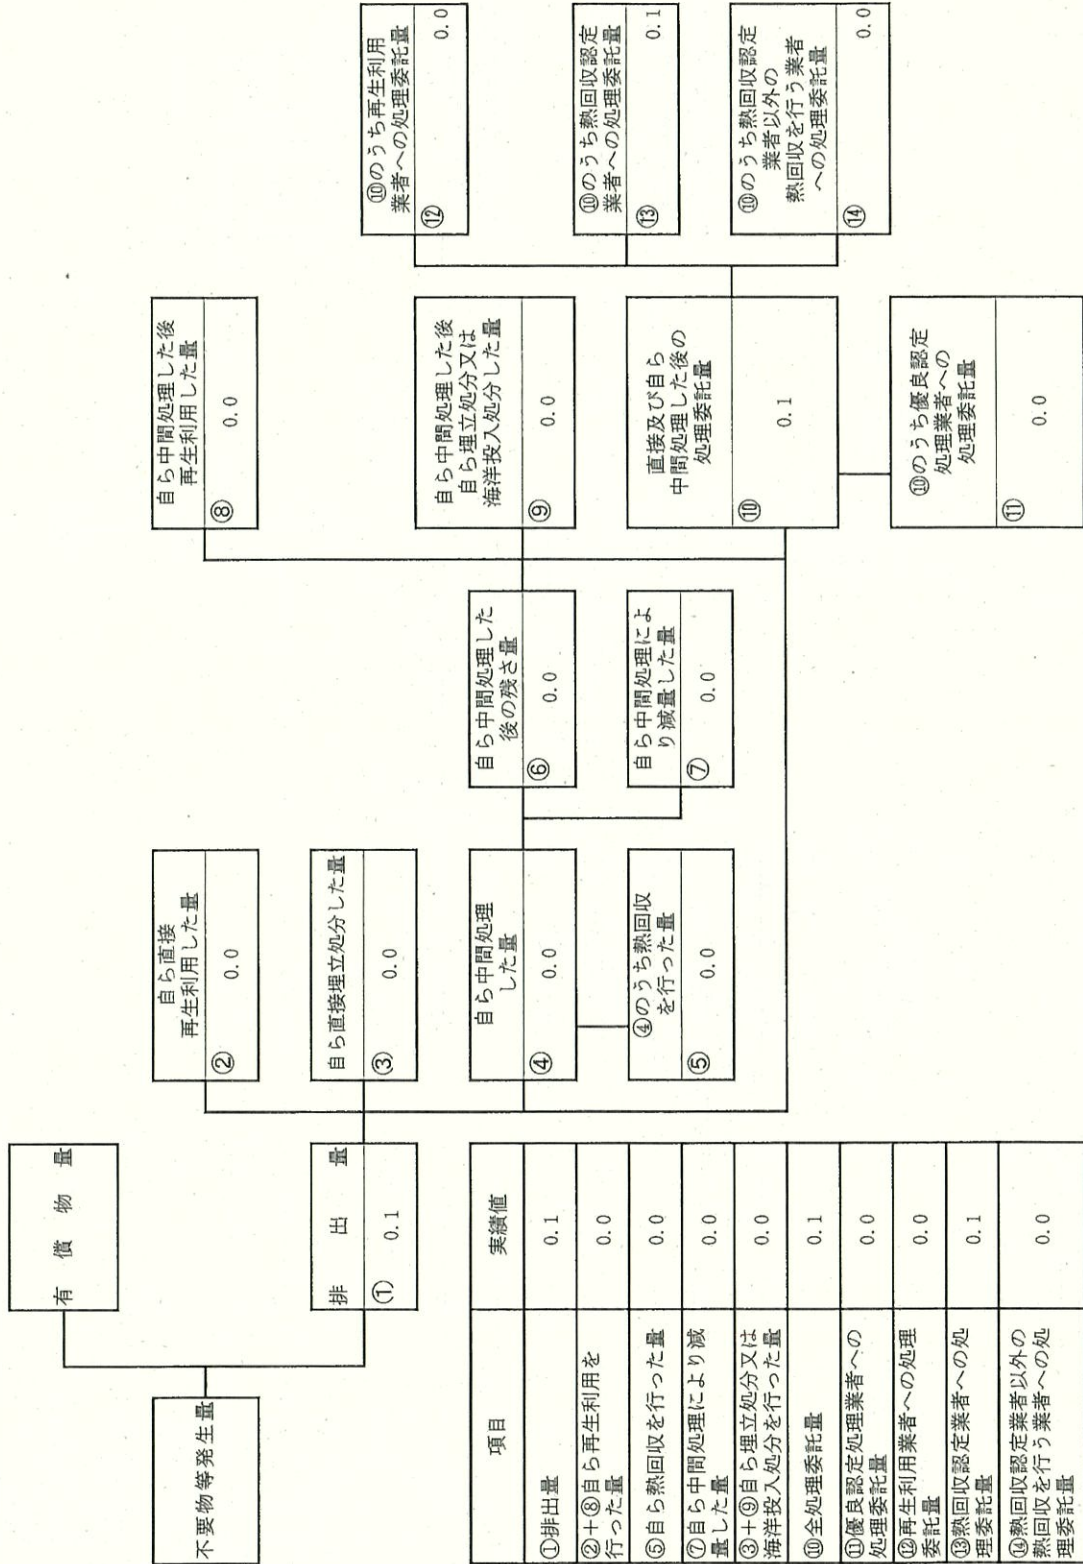 不要物等発生量
有償物量
排出量
①
0.1
自ら直接
再生利用した量
②
0.0
自ら直接埋立処分した量
③
0.0
自ら中間処理
した量
④
0.0
④のうち熱回収
を行った量
⑤
0.0
自ら中間処理した
後の残さ量
⑥
0.0
自ら中間処理によ
り減量した量
⑦
0.0
自ら中間処理した後
再生利用した量
⑧
0.0
自ら中間処理した後
自ら埋立処分又は
海洋投入処分した量
⑨
0.0
直接及び自ら
中間処理した後の
処理委託量
⑩
0.1
⑩のうち優良認定
処理業者への
処理委託量
⑪
0.0
⑩のうち再生利用
業者への処理委託量
⑫
0.0
⑩のうち熱回収認定
業者への処理委託量
⑬
0.1
⑩のうち熱回収認定
業者以外の
熱回収を行う業者
への処理委託量
⑭
0.0
項目
実績値
①排出量
0.1
②+⑧自ら再生利用を
行った量
0.0
⑤自ら熱回収を行った量
0.0
⑦自ら中間処理により減
量した量
0.0
③+⑨自ら埋立処分又は
海洋投入処分を行った量
0.0
⑩全処理委託量
0.1
⑪優良認定処理業者への
処理委託量
0.0
⑫再生利用業者への処理
委託量
0.0
⑬熱回収認定業者への処
理委託量
0.1
⑭熱回収認定業者以外の
熱回収を行う業者への処
理委託量
0.0